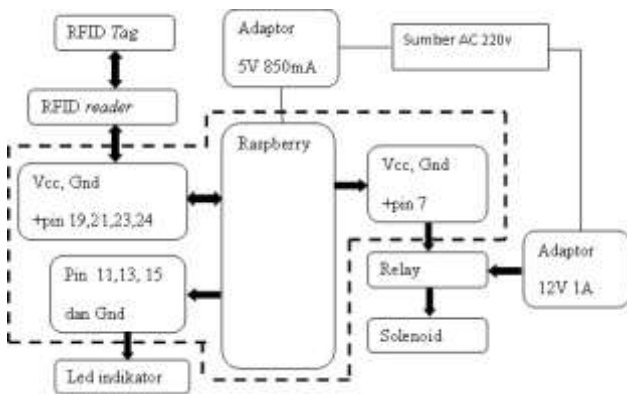 RFID Tag
Adaptor
5V 850mA
Sumber AC 220v
RFID reader
Raspberry
Vcc, Gnd
+pin 19,21,23,24
Vcc, Gnd
+pin 7
Pin 11,13, 15
dan Gnd
Relay
Adaptor
12V 1A
Solenoid
Led indikator